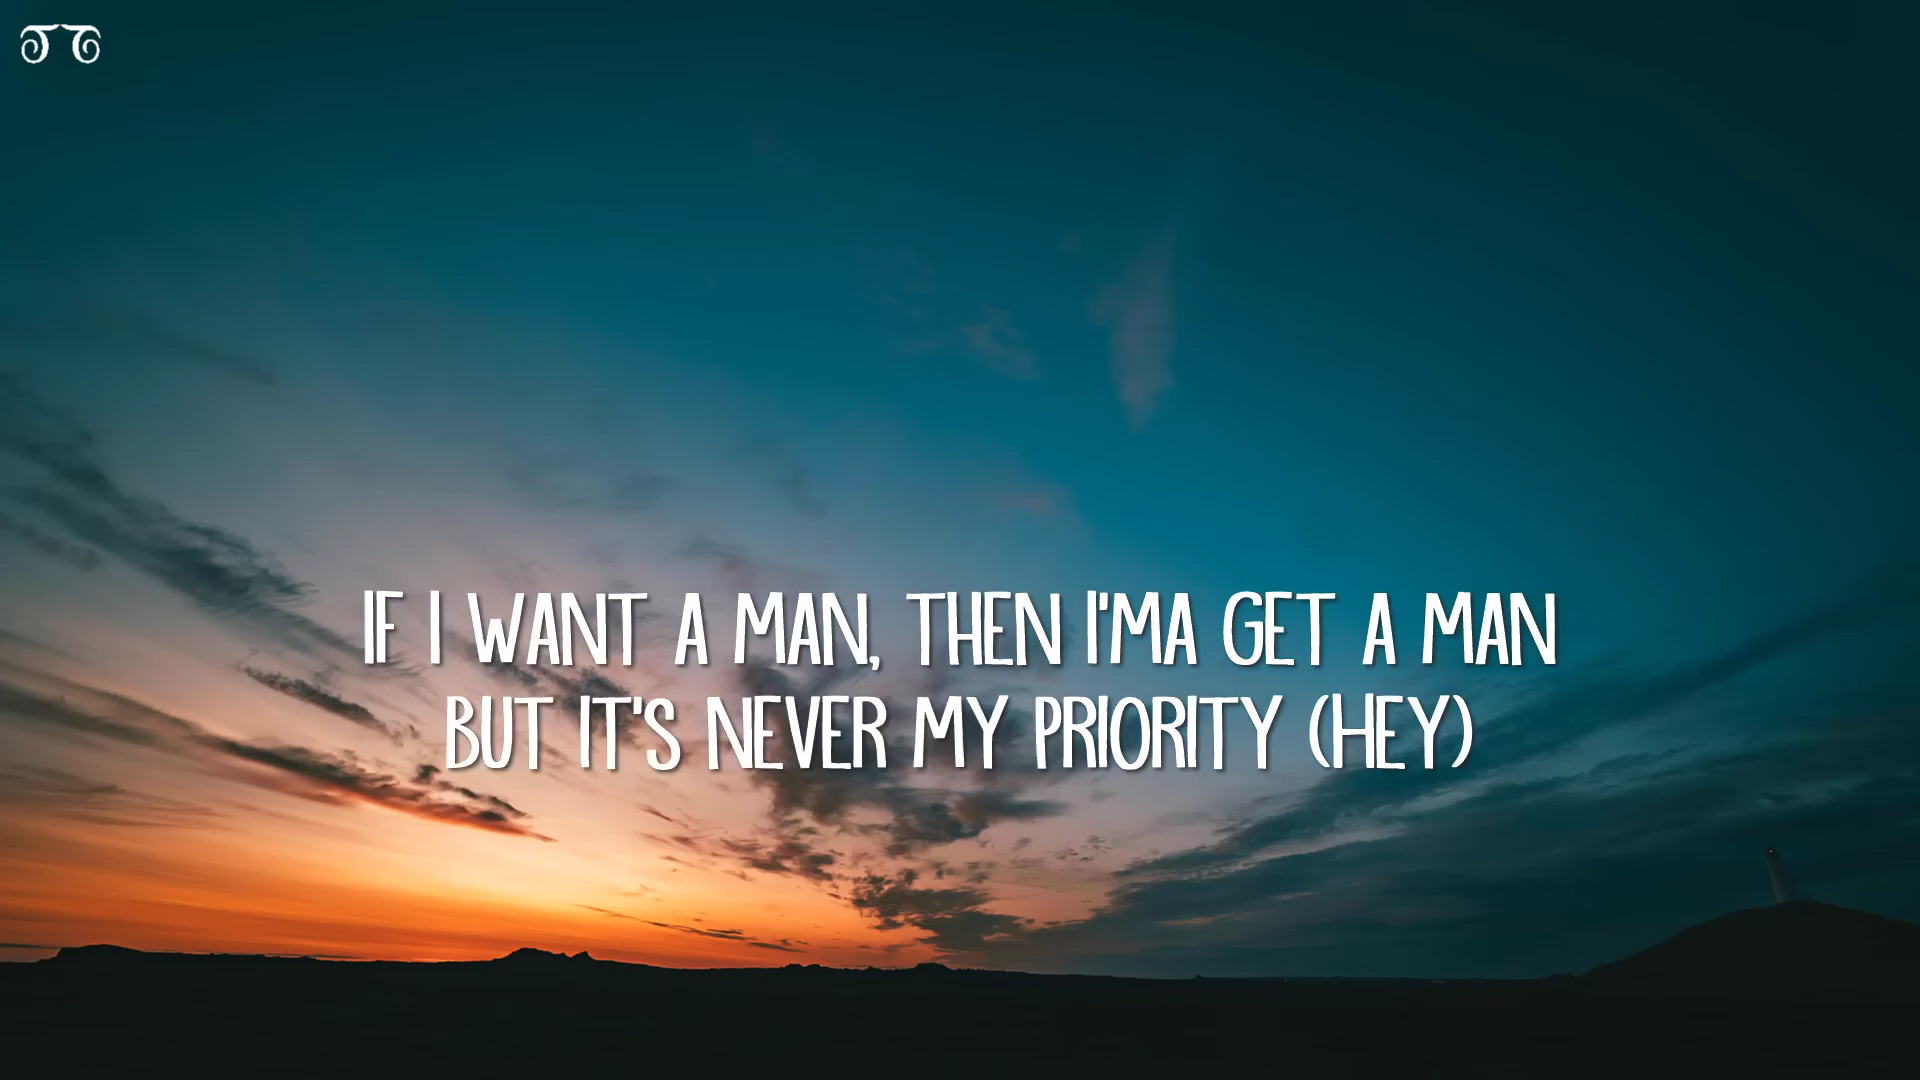 IF I WANT A MAN, THEN I'MA GET A MAN
BUT IT'S NEVER MY PRIORITY (HEY)